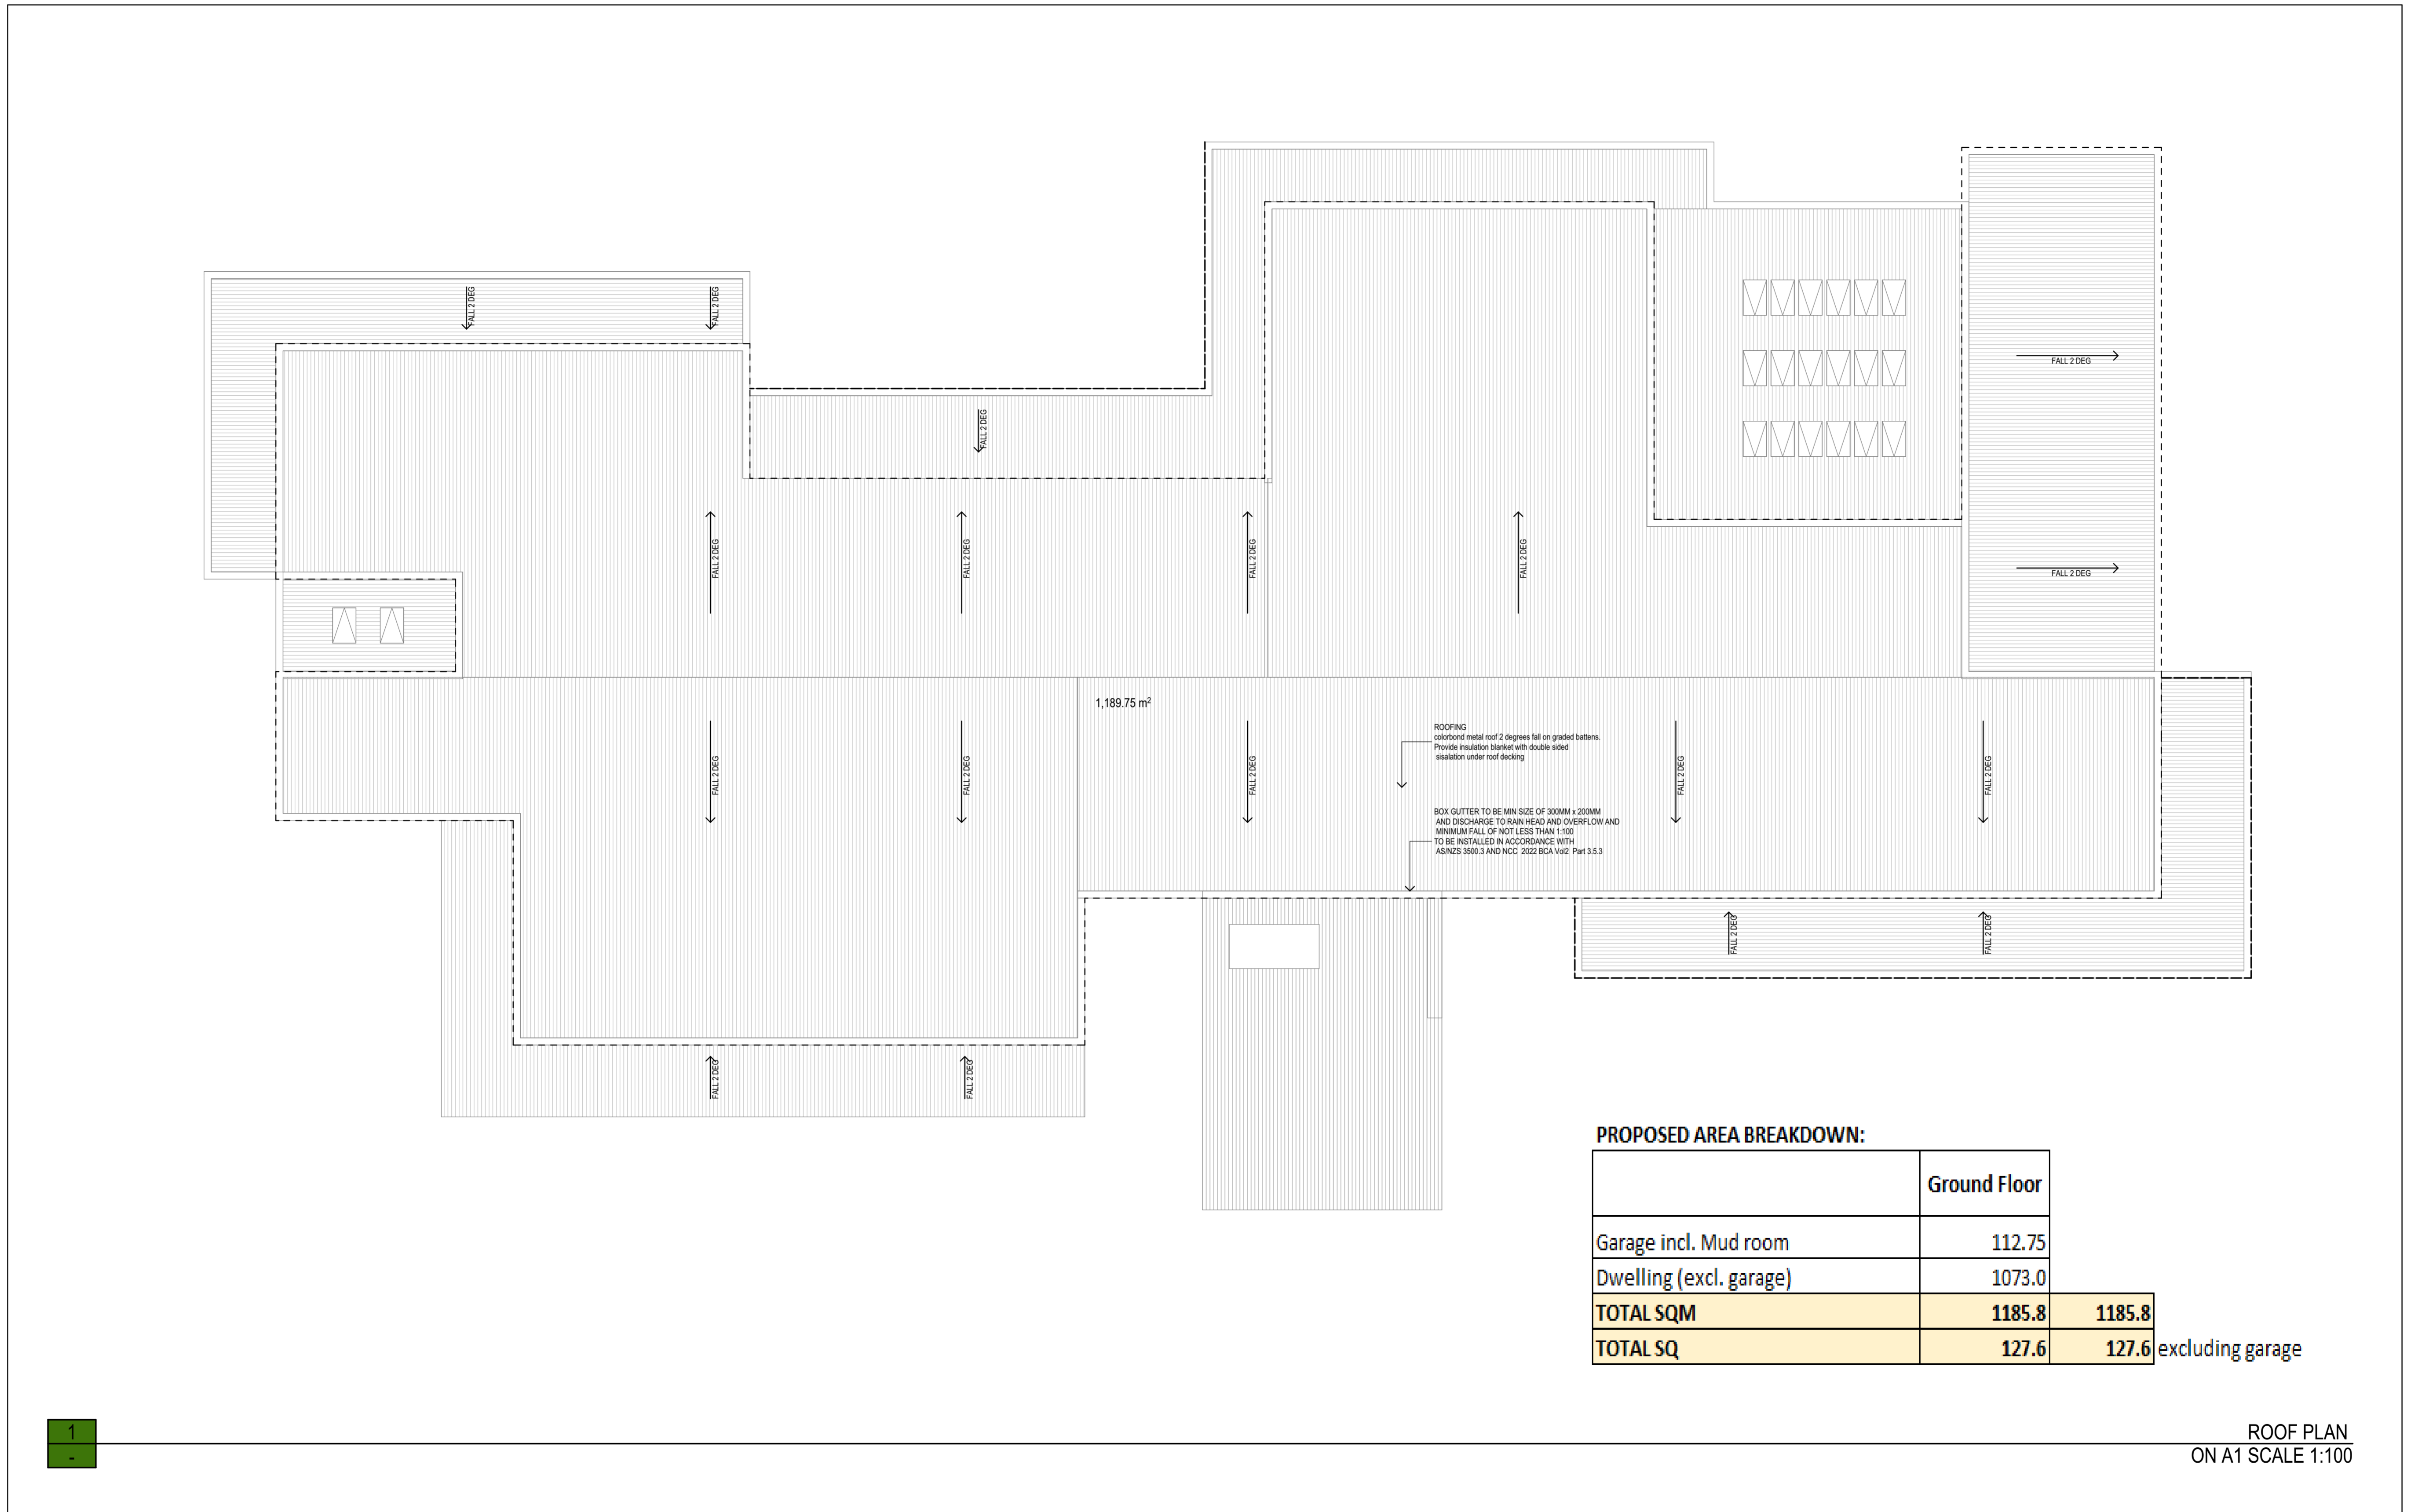 FALL 2 DEG
FALL 2 DEG
FALL 2 DEG
FALL 2 DEG
FALL 2 DEG
FALL 2 DEG
FALL 2 DEG
FALL 2 DEG
FALL 2 DEG
1,189.75 m²
ROOFING
colorbond metal roof 2 degrees fall on graded battens.
Provide insulation blanket with double sided
sisalation under roof decking
FALL 2 DEG
FALL 2 DEG
FALL 2 DEG
FALL 2 DEG
FALL 2 DEG
BOX GUTTER TO BE MIN SIZE OF 300MM x 200MM
AND DISCHARGE TO RAIN HEAD AND OVERFLOW AND
MINIMUM FALL OF NOT LESS THAN 1:100
TO BE INSTALLED IN ACCORDANCE WITH
AS/NZS 3500.3 AND NCC 2022 BCA Vol2 Part 3.5.3
FALL 2 DEG
FALL 2 DEG
FALL 2 DEG
FALL 2 DEG
PROPOSED AREA BREAKDOWN:
Ground Floor
Garage incl. Mud room 112.75
Dwelling (excl. garage) 1073.0
TOTAL SQM 1185.8 1185.8
TOTAL SQ 127.6 127.6 excluding garage
1
-
ROOF PLAN
ON A1 SCALE 1:100